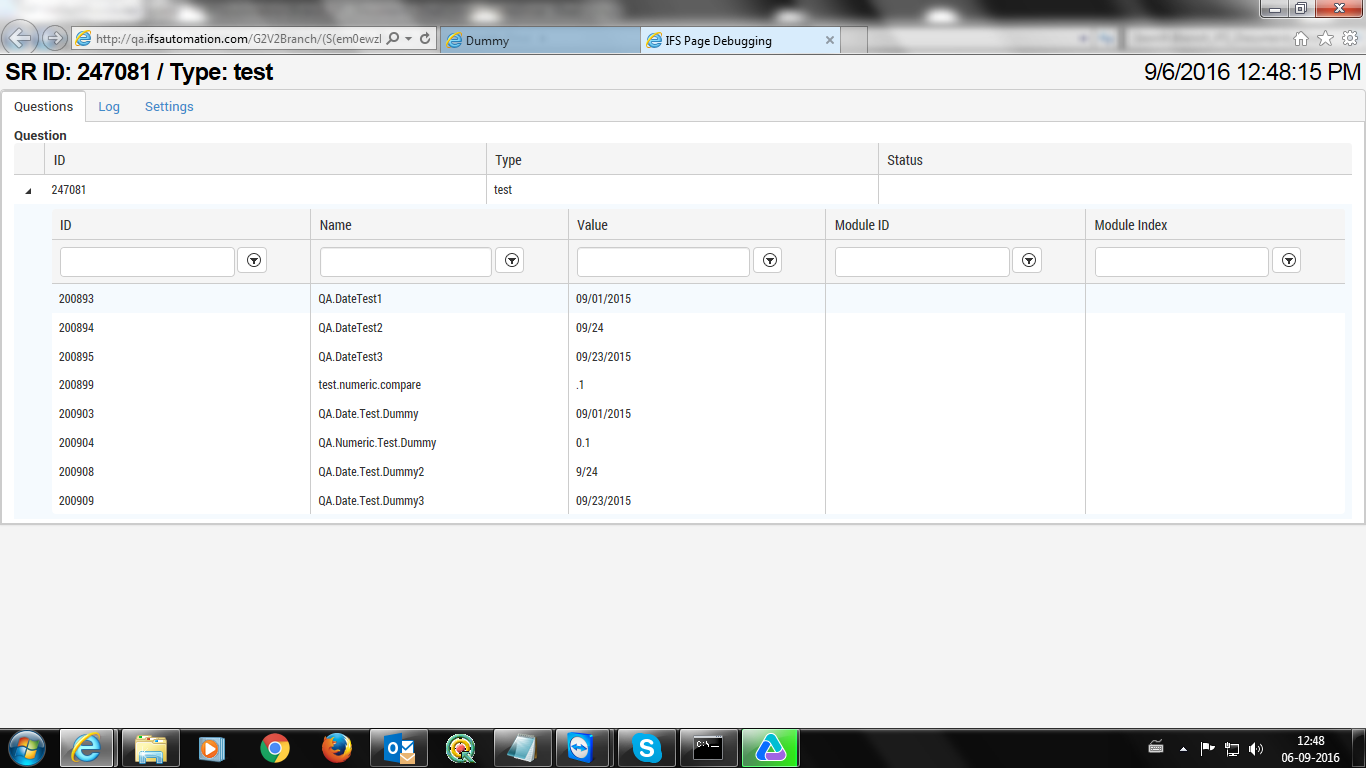 http://qa.ifsautomation.com/G2V2Branch/(S(em0ewzl
Dummy
IFS Page Debugging
SR ID: 247081 / Type: test
9/6/2016 12:48:15 PM
Questions Log Settings
Question
ID Type Status
247081 test
ID Name Value Module ID Module Index
200893 QA.DateTest1 09/01/2015
200894 QA.DateTest2 09/24
200895 QA.DateTest3 09/23/2015
200899 test.numeric.compare .1
200903 QA.Date.Test.Dummy 09/01/2015
200904 QA.Numeric.Test.Dummy 0.1
200908 QA.Date.Test.Dummy2 9/24
200909 QA.Date.Test.Dummy3 09/23/2015
C:\.
12:48
06-09-2016